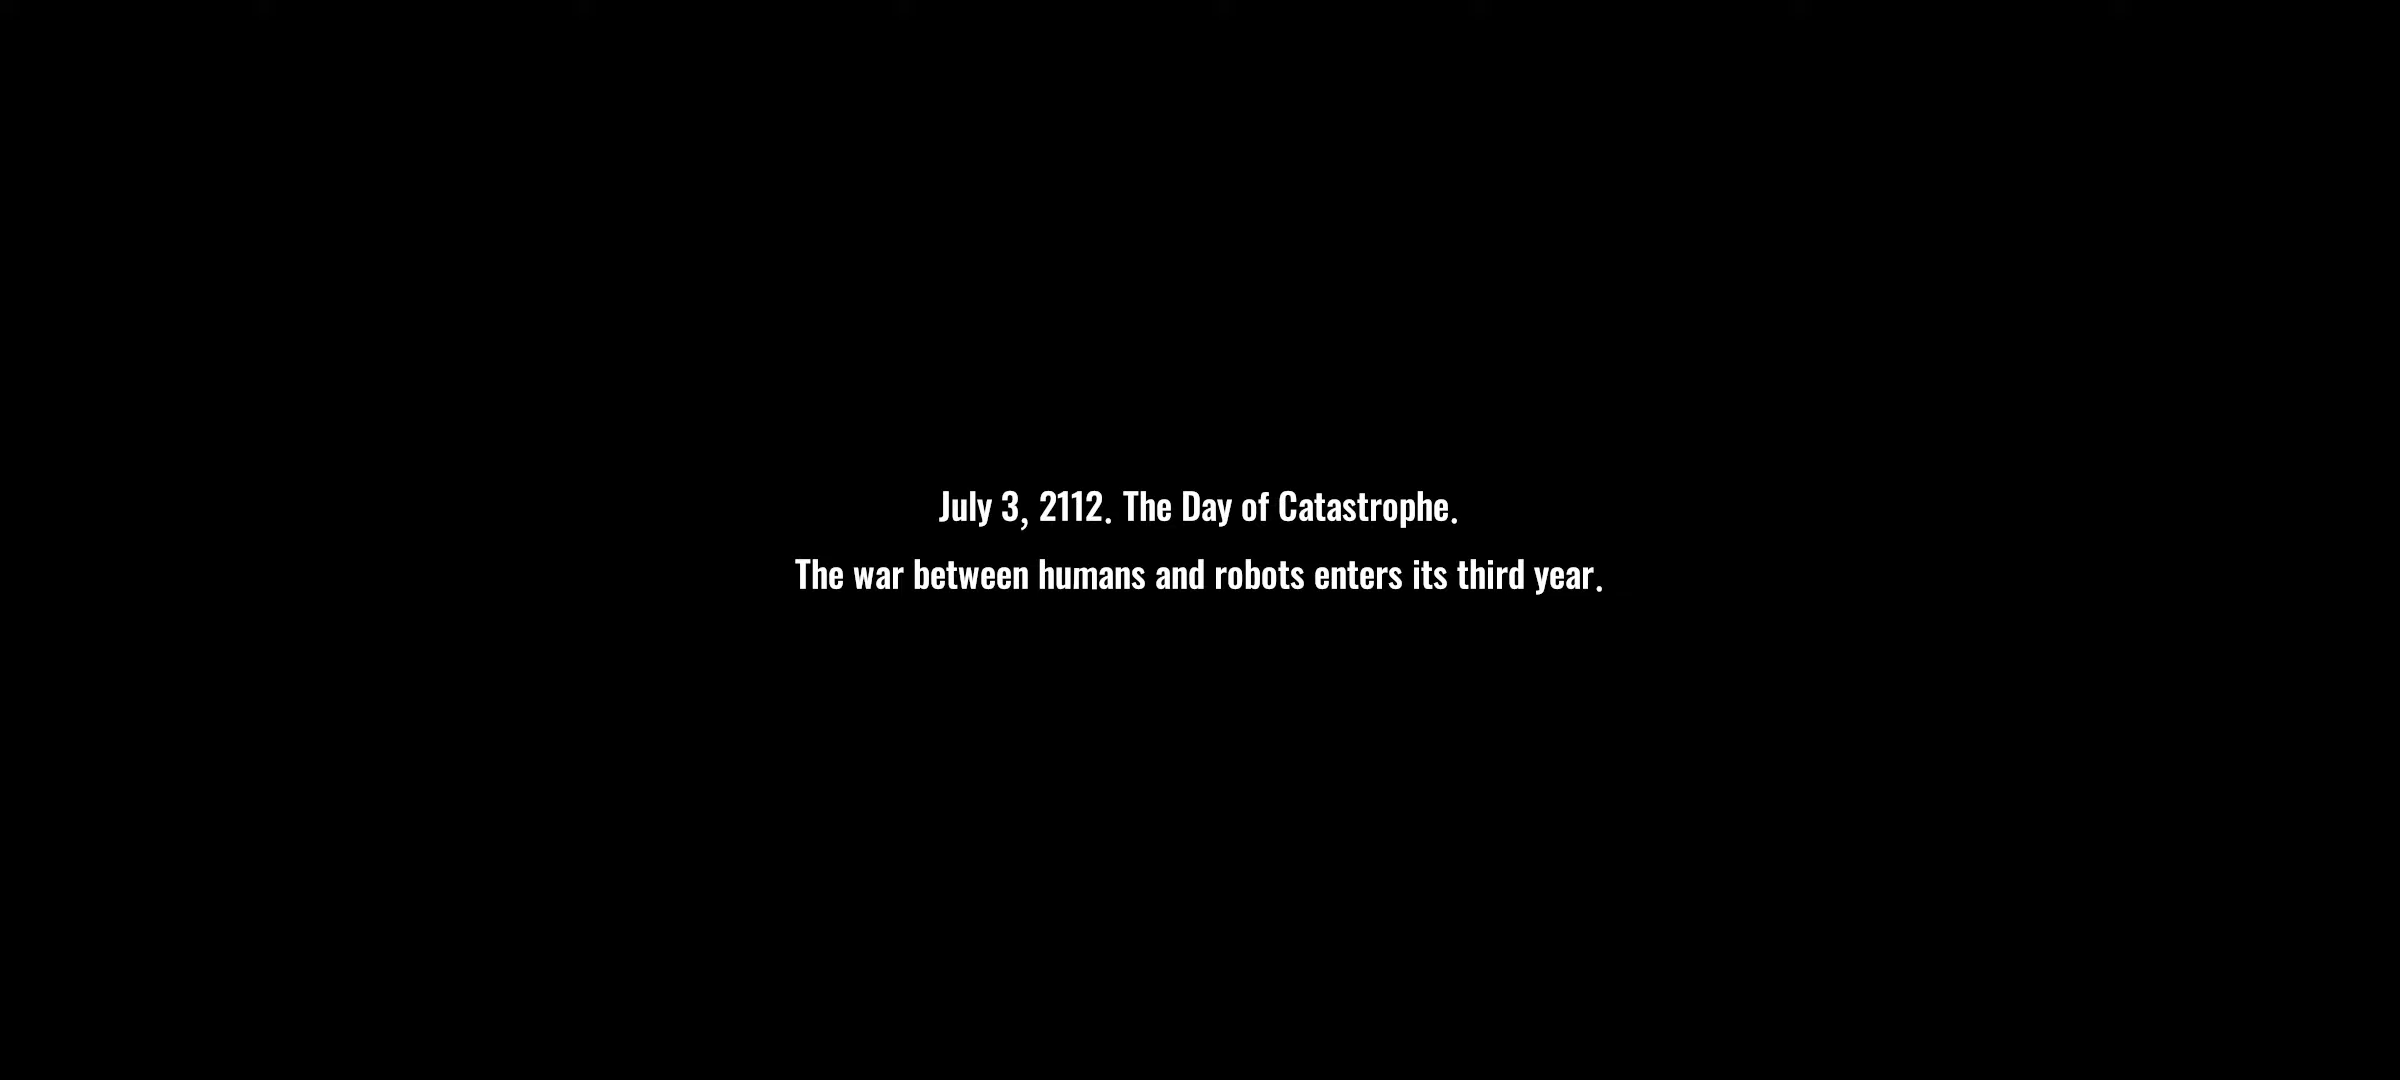 July 3, 2112. The Day of Catastrophe.
The war between humans and robots enters its third year.